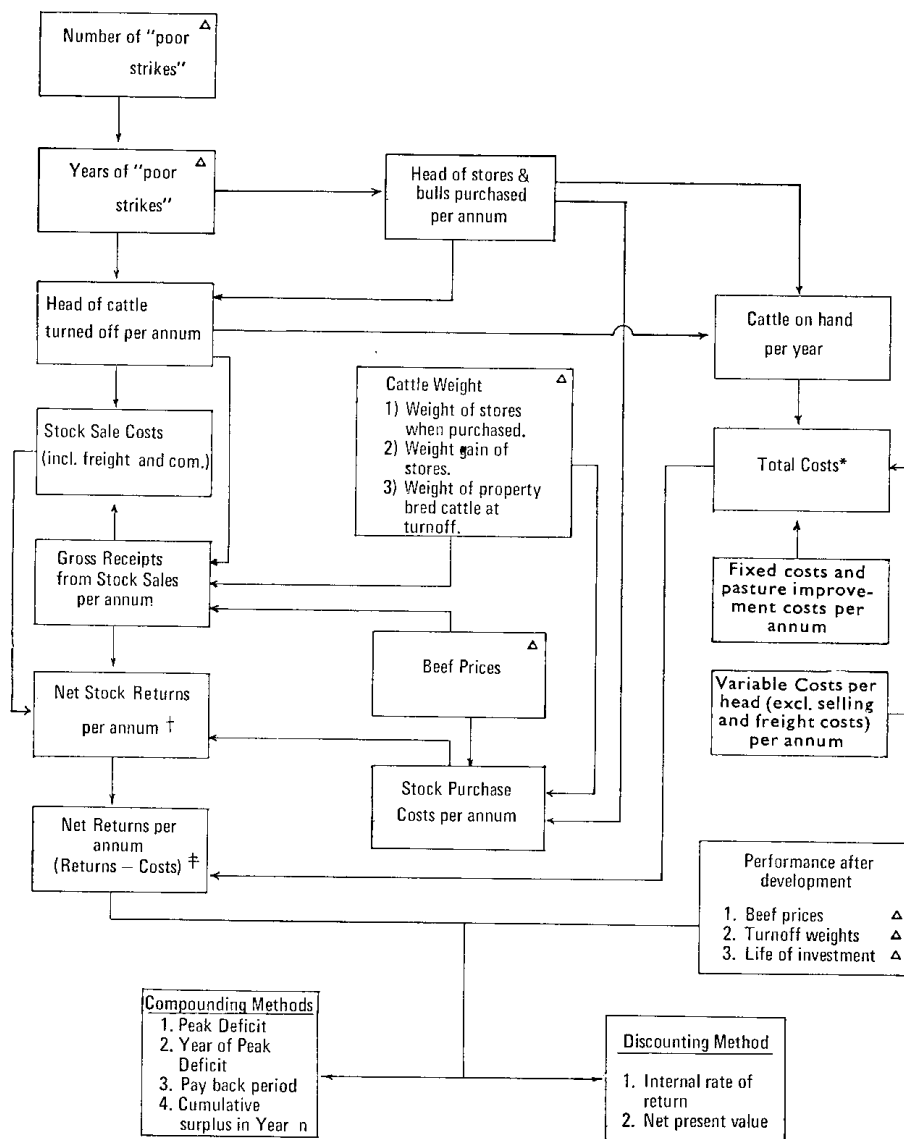 Number of "poor Δ
strikes"
Years of "poor Δ
strikes"
Head of stores &
bulls purchased
per annum
Head of cattle
turned off per annum
Cattle on hand
per year
Cattle Weight Δ
1) Weight of stores
when purchased.
2) Weight gain of
stores.
3) Weight of property
bred cattle at
turnoff.
Stock Sale Costs
(incl. freight and com.)
Total Costs*
Gross Receipts
from Stock Sales
per annum
Fixed costs and
pasture improve-
ment costs per
annum
Beef Prices Δ
Net Stock Returns
per annum †
Variable Costs per
head (excl. selling
and freight costs)
per annum
Stock Purchase
Costs per annum
Net Returns per
annum
(Returns – Costs) ‡
Performance after
development
1. Beef prices Δ
2. Turnoff weights Δ
3. Life of investment Δ
Compounding Methods
1. Peak Deficit
2. Year of Peak
Deficit
3. Pay back period
4. Cumulative
surplus in Year n
Discounting Method
1. Internal rate of
return
2. Net present value